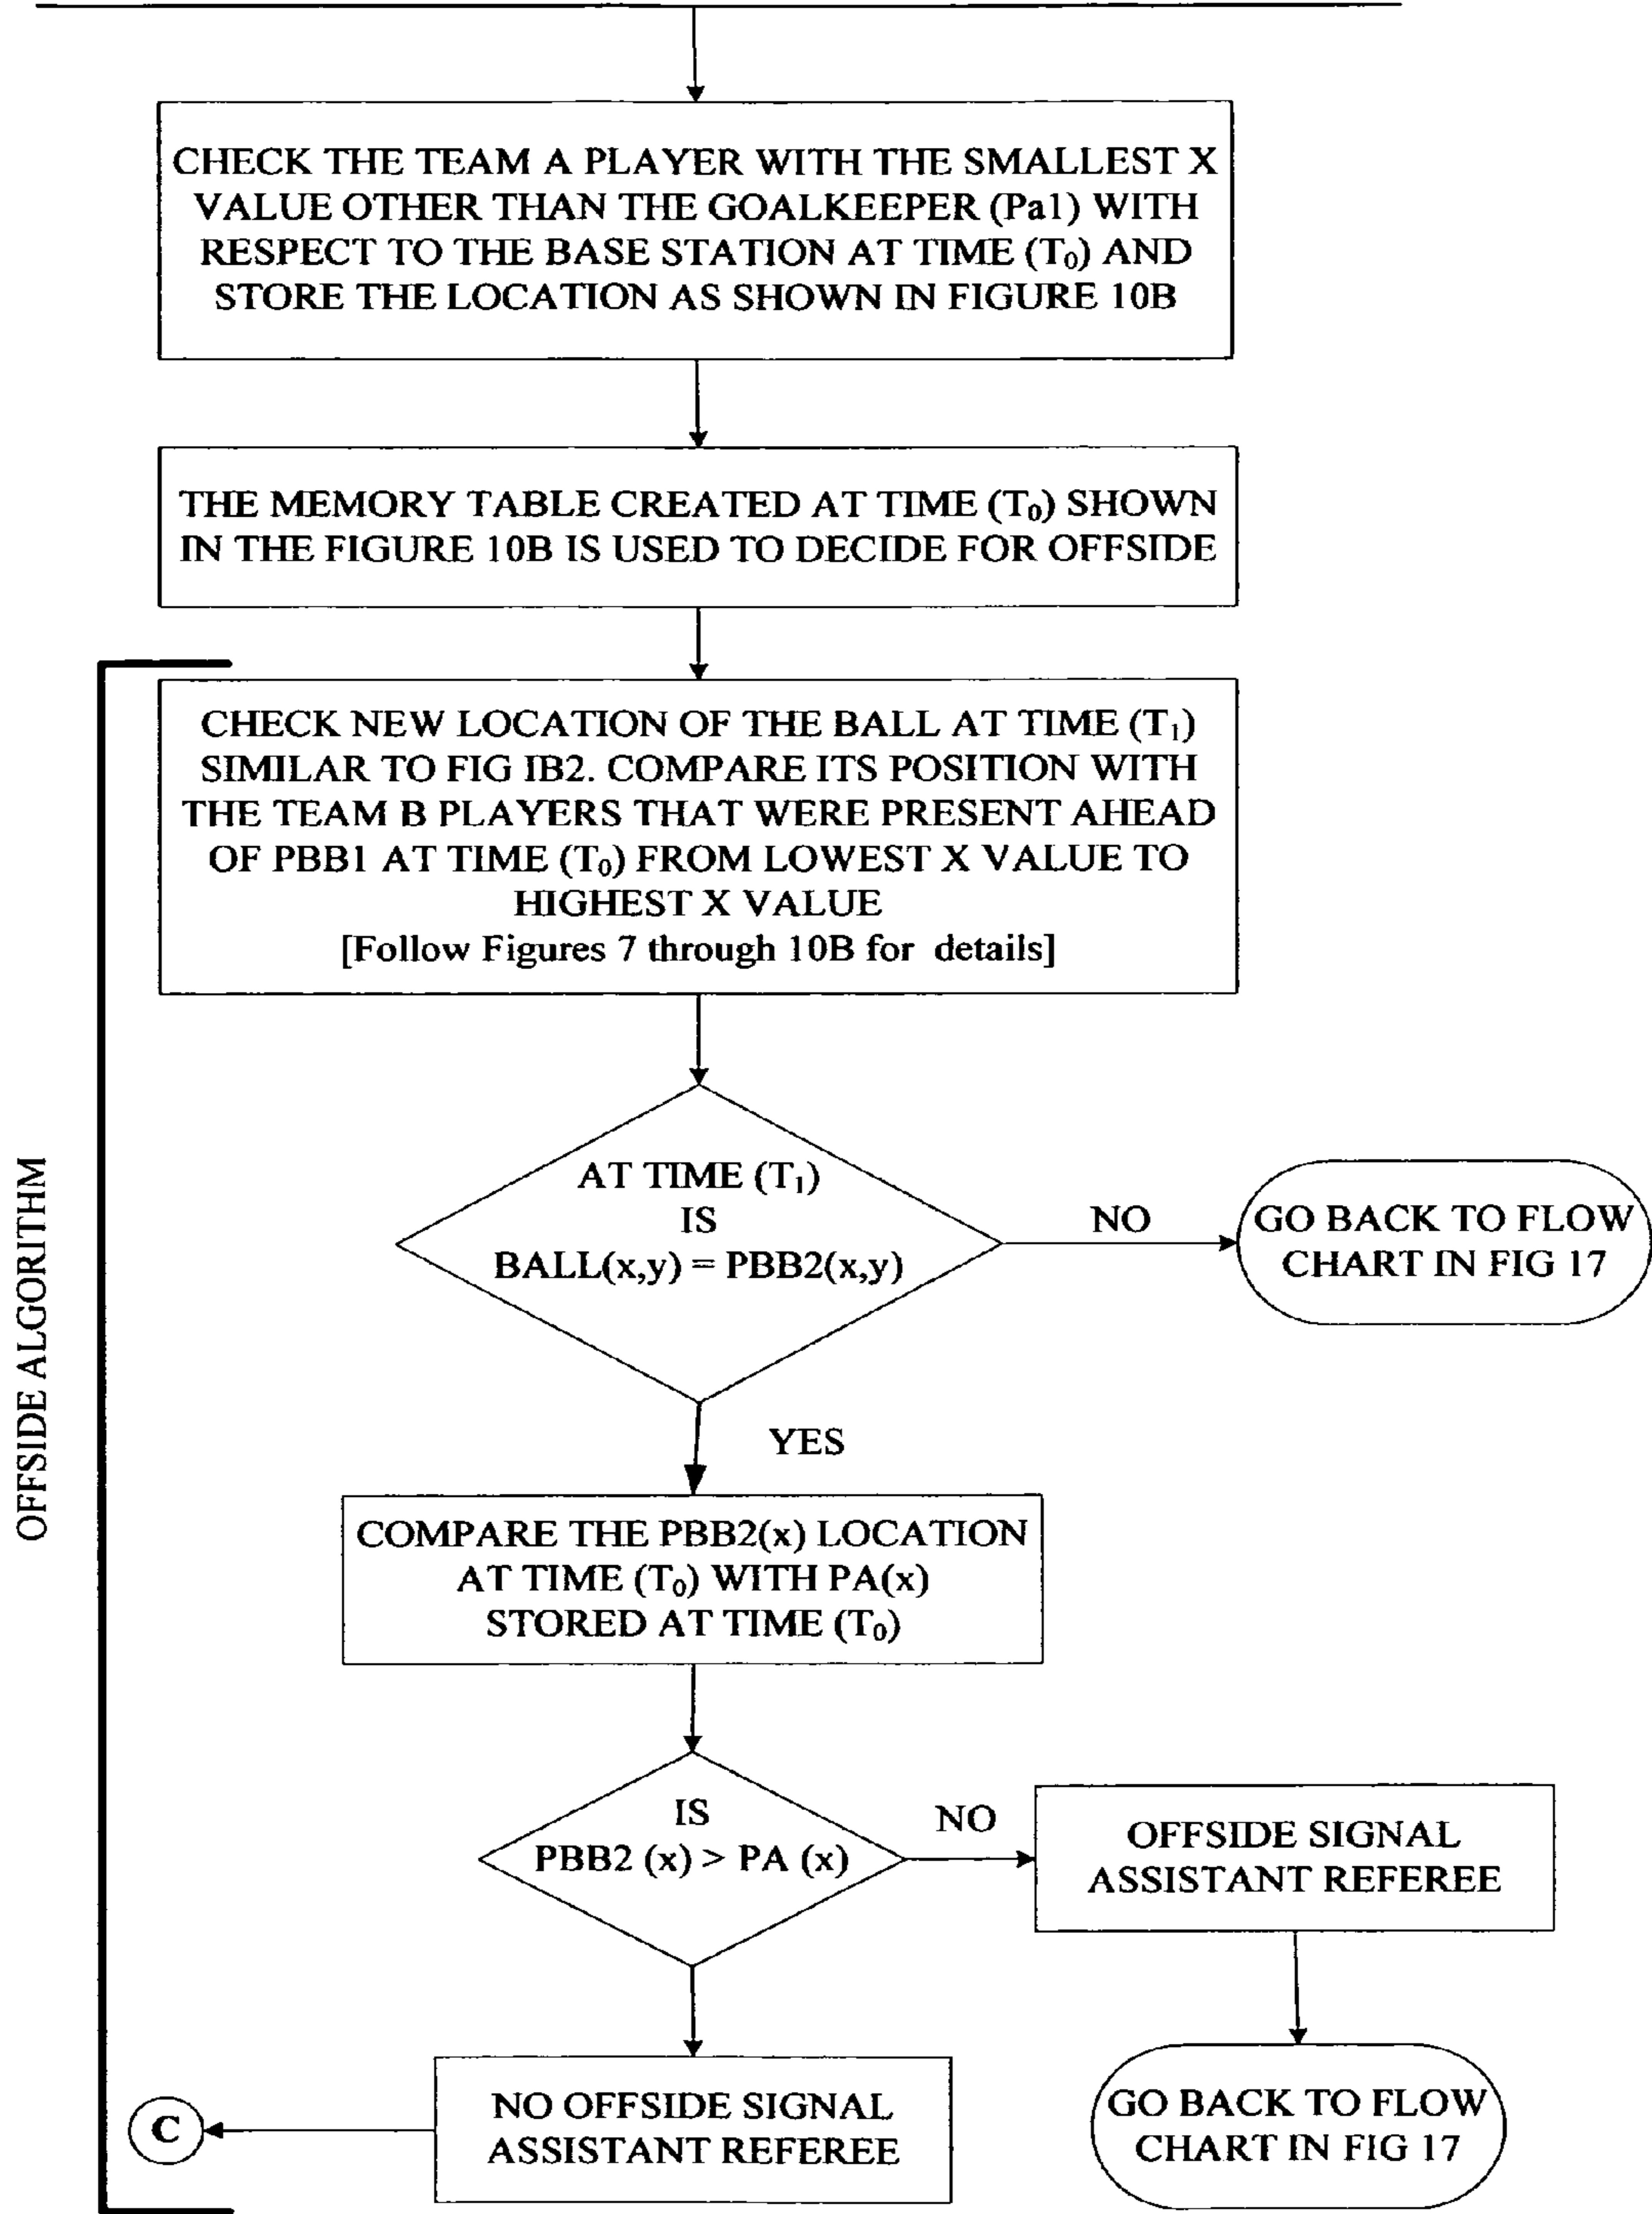 CHECK THE TEAM A PLAYER WITH THE SMALLEST X
VALUE OTHER THAN THE GOALKEEPER (Pa1) WITH
RESPECT TO THE BASE STATION AT TIME (T₀) AND
STORE THE LOCATION AS SHOWN IN FIGURE 10B
THE MEMORY TABLE CREATED AT TIME (T₀) SHOWN
IN THE FIGURE 10B IS USED TO DECIDE FOR OFFSIDE
OFFSIDE ALGORITHM
CHECK NEW LOCATION OF THE BALL AT TIME (T₁)
SIMILAR TO FIG IB2. COMPARE ITS POSITION WITH
THE TEAM B PLAYERS THAT WERE PRESENT AHEAD
OF PBB1 AT TIME (T₀) FROM LOWEST X VALUE TO
HIGHEST X VALUE
[Follow Figures 7 through 10B for details]
AT TIME (T₁)
IS
BALL(x,y) = PBB2(x,y)
NO
GO BACK TO FLOW
CHART IN FIG 17
YES
COMPARE THE PBB2(x) LOCATION
AT TIME (T₀) WITH PA(x)
STORED AT TIME (T₀)
IS
PBB2 (x) > PA (x)
NO
OFFSIDE SIGNAL
ASSISTANT REFEREE
GO BACK TO FLOW
CHART IN FIG 17
NO OFFSIDE SIGNAL
ASSISTANT REFEREE
C